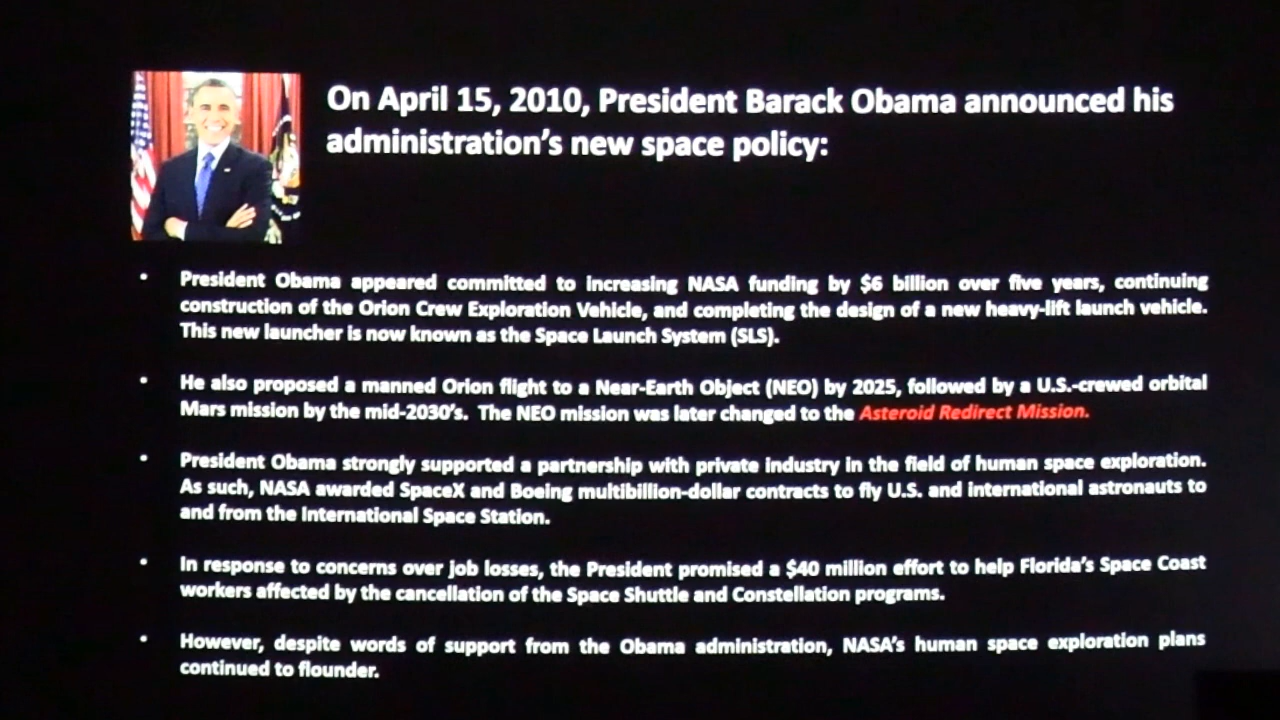 On April 15, 2010, President Barack Obama announced his
administration's new space policy:
• President Obama appeared committed to increasing NASA funding by $6 billion over five years, continuing
construction of the Orion Crew Exploration Vehicle, and completing the design of a new heavy-lift launch vehicle.
This new launcher is now known as the Space Launch System (SLS).
• He also proposed a manned Orion flight to a Near-Earth Object (NEO) by 2025, followed by a U.S.-crewed orbital
Mars mission by the mid-2030's. The NEO mission was later changed to the Asteroid Redirect Mission.
• President Obama strongly supported a partnership with private industry in the field of human space exploration.
As such, NASA awarded SpaceX and Boeing multibillion-dollar contracts to fly U.S. and international astronauts to
and from the International Space Station.
• In response to concerns over job losses, the President promised a $40 million effort to help Florida's Space Coast
workers affected by the cancellation of the Space Shuttle and Constellation programs.
• However, despite words of support from the Obama administration, NASA's human space exploration plans
continued to flounder.